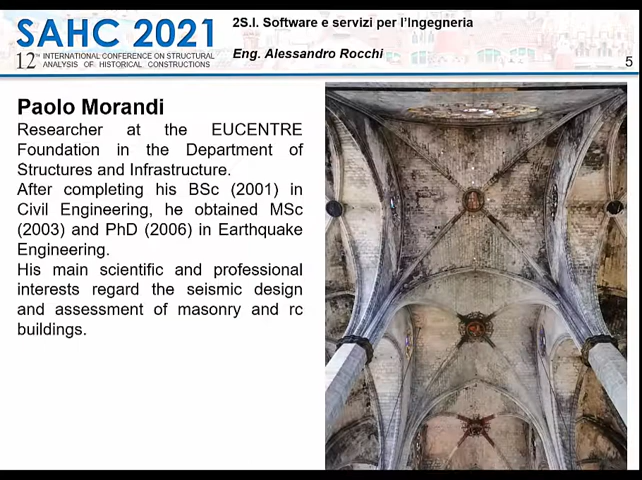 SAHC 2021
12th INTERNATIONAL CONFERENCE ON STRUCTURAL
ANALYSIS OF HISTORICAL CONSTRUCTIONS
2S.I. Software e servizi per l'Ingegneria
Eng. Alessandro Rocchi
5
Paolo Morandi
Researcher at the EUCENTRE
Foundation in the Department of
Structures and Infrastructure.
After completing his BSc (2001) in
Civil Engineering, he obtained MSc
(2003) and PhD (2006) in Earthquake
Engineering.
His main scientific and professional
interests regard the seismic design
and assessment of masonry and rc
buildings.